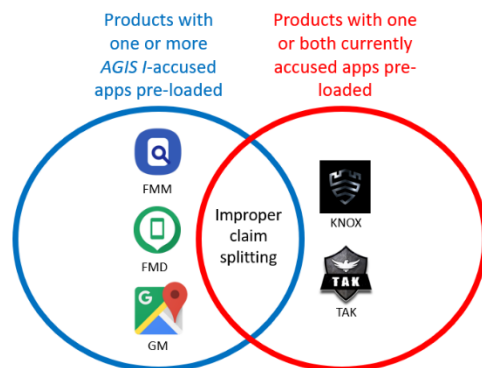 Products with
one or more
AGIS I-accused
apps pre-loaded
Products with one
or both currently
accused apps pre-
loaded
FMM
FMD
G
GM
Improper
claim
splitting
KNOX
TAK
TAK